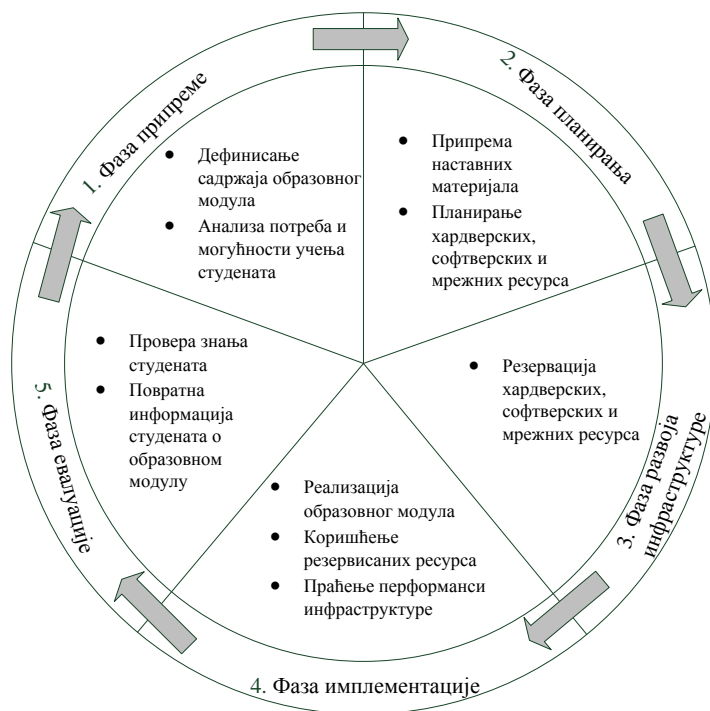 1. Фаза припреме
Дефинисање
садржаја образовног
модула
Анализа потреба и
могућности учења
студената
2. Фаза планирања
Припрема
наставних
материјала
Планирање
хардверских,
софтверских и
мрежних ресурса
3. Фаза развоја
инфраструктуре
Резервација
хардверских,
софтверских и
мрежних ресурса
4. Фаза имплементације
Реализација
образовног модула
Коришћење
резервисаних ресурса
Праћење перформанси
инфраструктуре
5. Фаза евалуације
Провера знања
студената
Повратна
информација
студената о
образовном
модулу